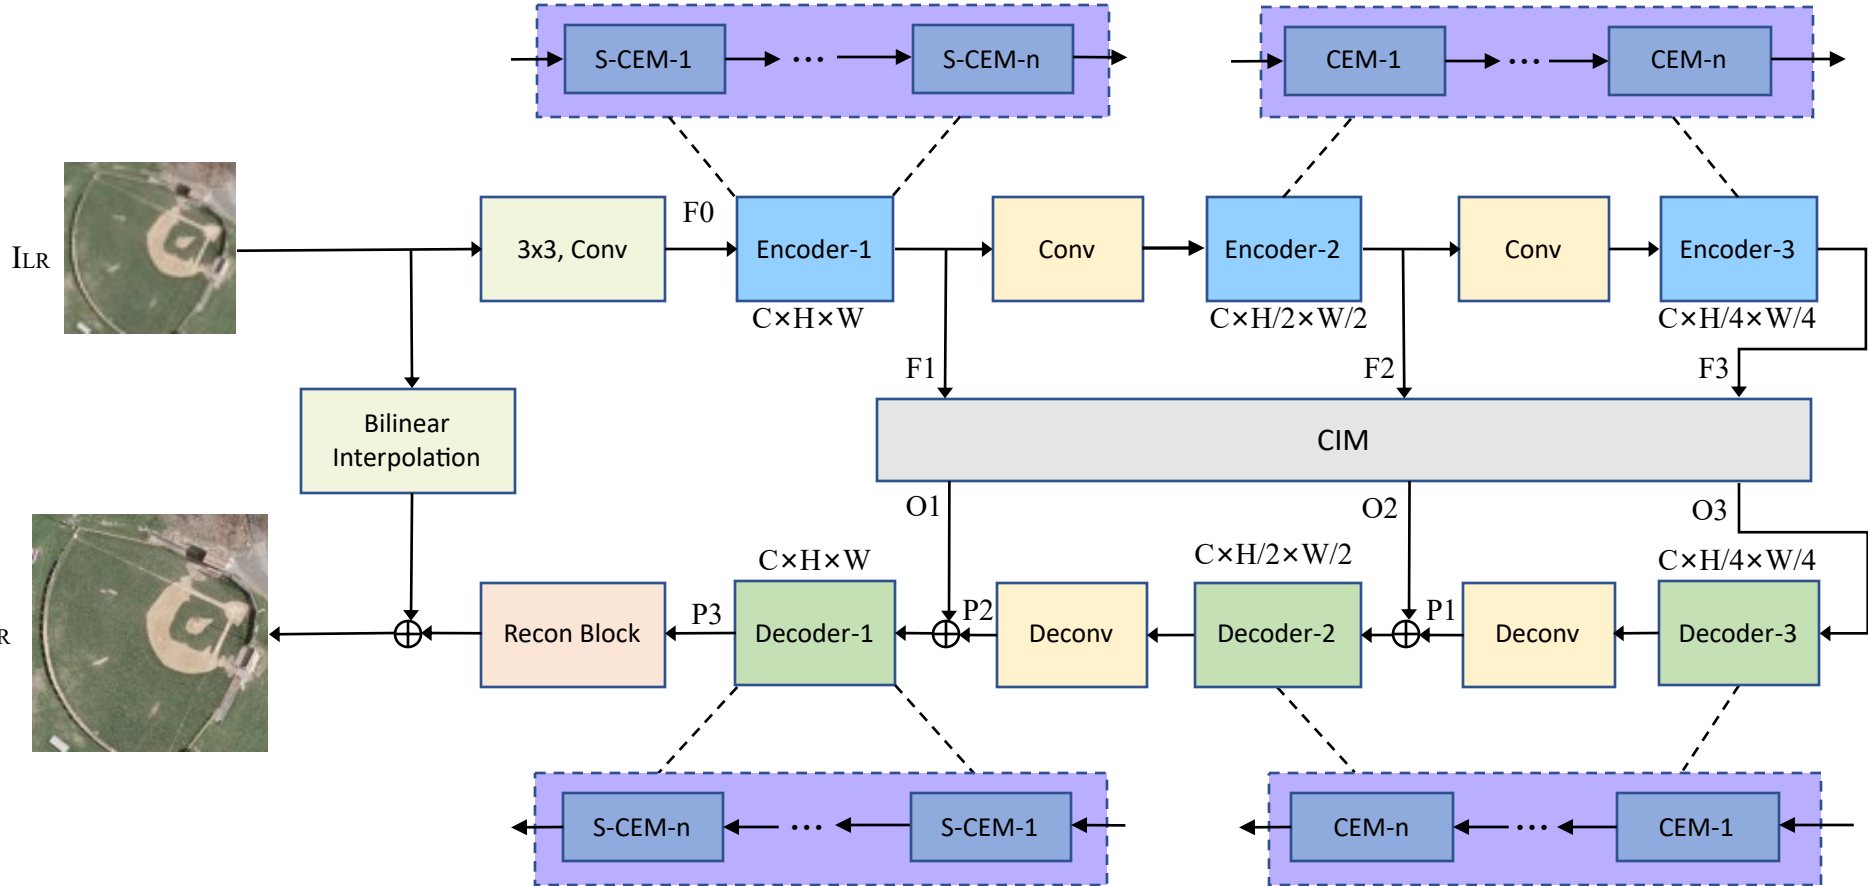 S-CEM-1 ... S-CEM-n
CEM-1 ... CEM-n
ILR
3x3, Conv
F0
Encoder-1
C×H×W
Conv
Encoder-2
C×H/2×W/2
Conv
Encoder-3
C×H/4×W/4
F1
F2
F3
Bilinear
Interpolation
CIM
O1
O2
O3
R
Recon Block
P3
C×H×W
Decoder-1
P2
Deconv
C×H/2×W/2
Decoder-2
P1
Deconv
C×H/4×W/4
Decoder-3
S-CEM-n ... S-CEM-1
CEM-n ... CEM-1